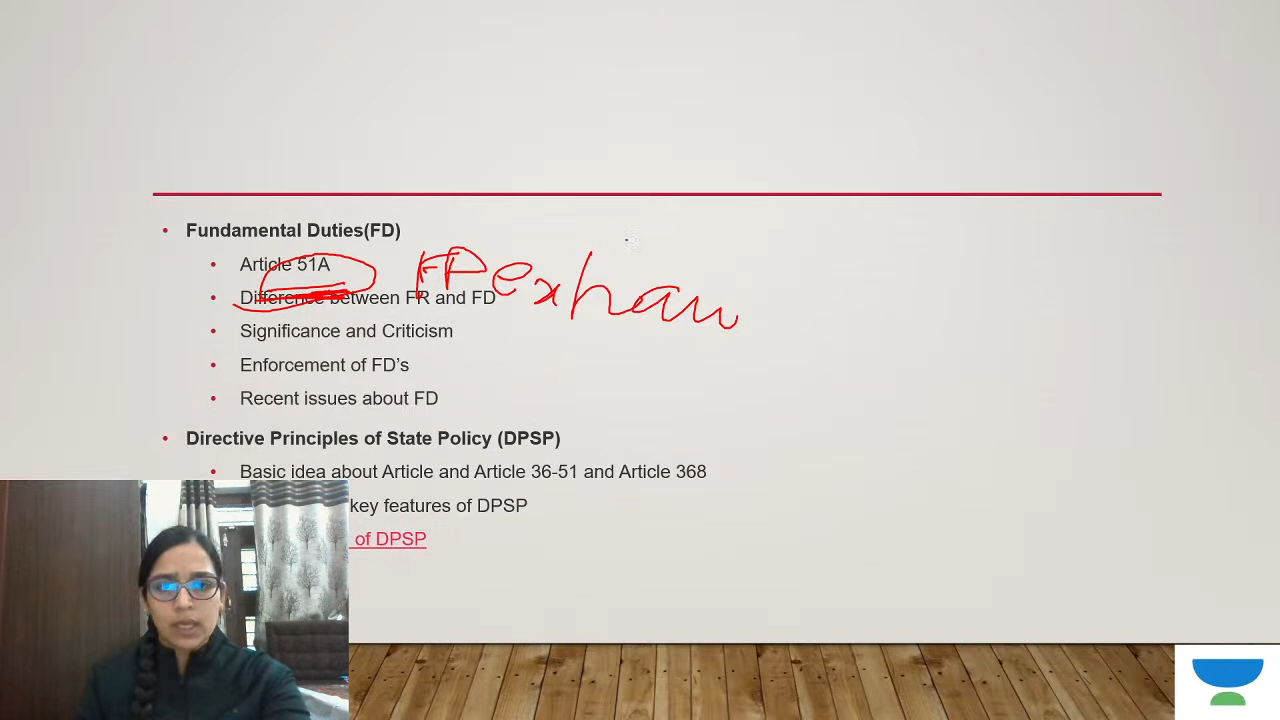 Fundamental Duties(FD)
Article 51A
Difference between FR and FD
Significance and Criticism
Enforcement of FD's
Recent issues about FD
Directive Principles of State Policy (DPSP)
Basic idea about Article and Article 36-51 and Article 368
key features of DPSP
of DPSP